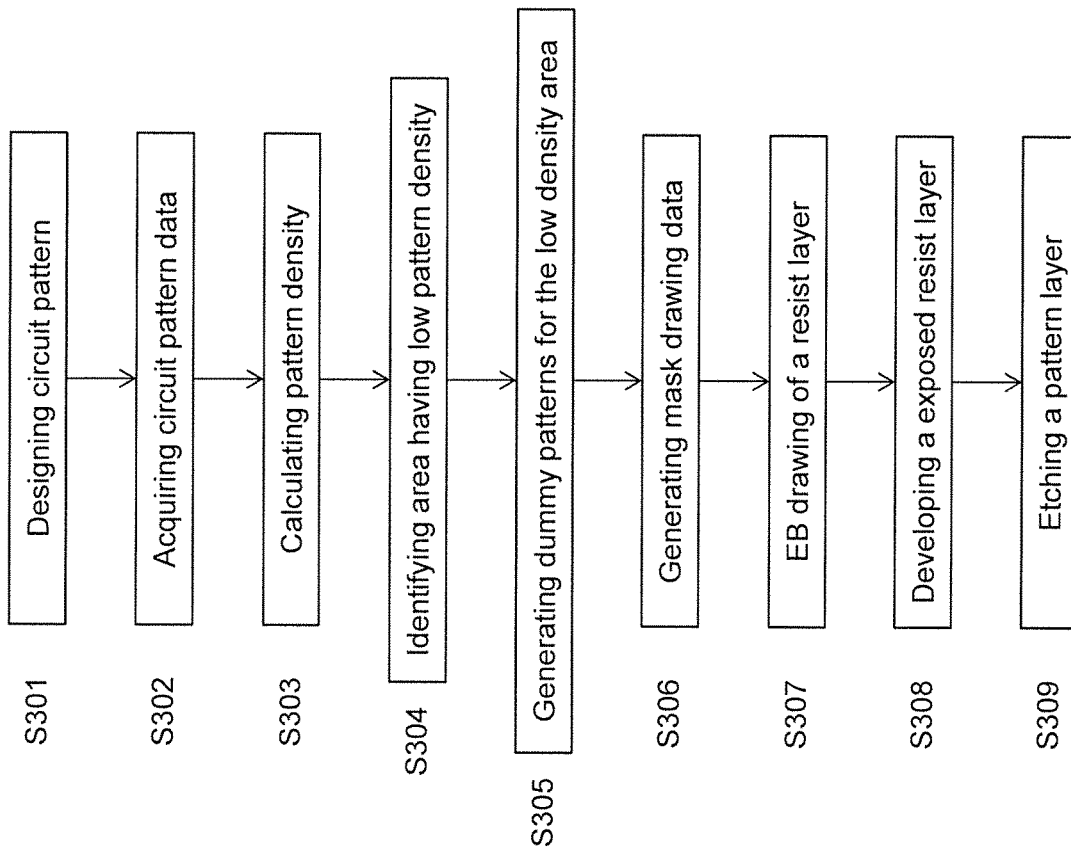 S301 Designing circuit pattern
S302 Acquiring circuit pattern data
S303 Calculating pattern density
S304 Identifying area having low pattern density
S305 Generating dummy patterns for the low density area
S306 Generating mask drawing data
S307 EB drawing of a resist layer
S308 Developing a exposed resist layer
S309 Etching a pattern layer